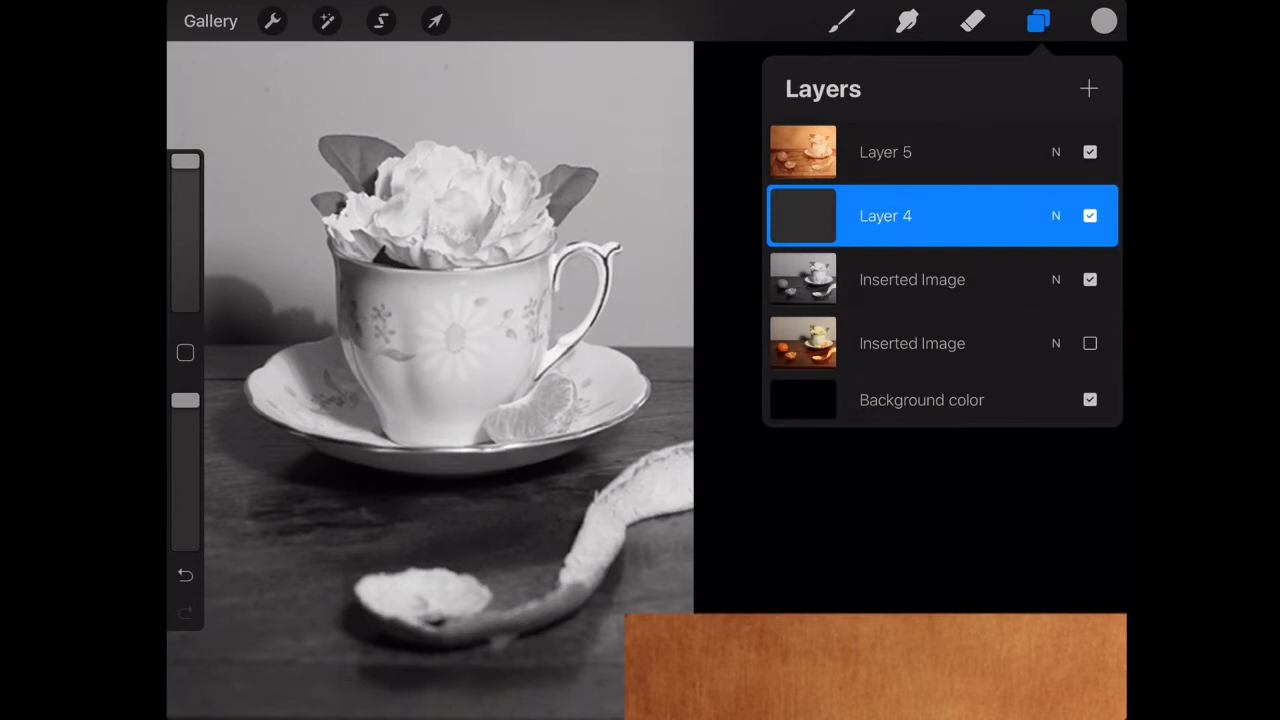 Gallery
Layers
Layer 5 N
Layer 4 N
Inserted Image N
Inserted Image N
Background color